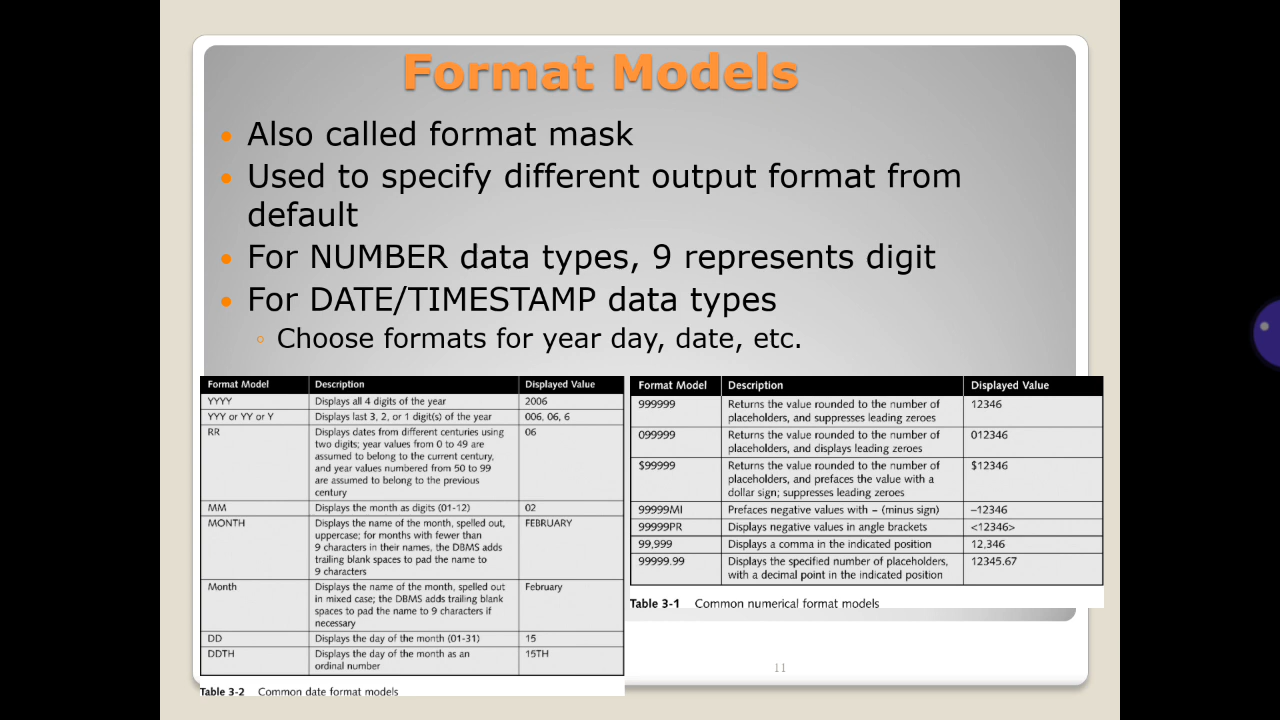 Format Models
Also called format mask
Used to specify different output format from
default
For NUMBER data types, 9 represents digit
For DATE/TIMESTAMP data types
Choose formats for year day, date, etc.
Format Model Description Displayed Value
YYYY Displays all 4 digits of the year 2006
YYY or YY or Y Displays last 3, 2, or 1 digit(s) of the year 006, 06, 6
RR Displays dates from different centuries using 06
two digits; year values from 0 to 49 are
assumed to belong to the current century,
and year values numbered from 50 to 99
are assumed to belong to the previous
century
MM Displays the month as digits (01-12) 02
MONTH Displays the name of the month, spelled out, FEBRUARY
uppercase; for months with fewer than
9 characters in their names, the DBMS adds
trailing blank spaces to pad the name to
9 characters
Month Displays the name of the month, spelled out February
in mixed case; the DBMS adds trailing blank
spaces to pad the name to 9 characters if
necessary
DD Displays the day of the month (01-31) 15
DDTH Displays the day of the month as an 15TH
ordinal number
Table 3-2 Common date format models
Format Model Description Displayed Value
999999 Returns the value rounded to the number of 12346
placeholders, and suppresses leading zeroes
099999 Returns the value rounded to the number of 012346
placeholders, and displays leading zeroes
$99999 Returns the value rounded to the number of $12346
placeholders, and prefaces the value with a
dollar sign; suppresses leading zeroes
99999MI Prefaces negative values with – (minus sign) –12346
99999PR Displays negative values in angle brackets <12346>
99,999 Displays a comma in the indicated position 12,346
99999.99 Displays the specified number of placeholders, 12345.67
with a decimal point in the indicated position
Table 3-1 Common numerical format models
11